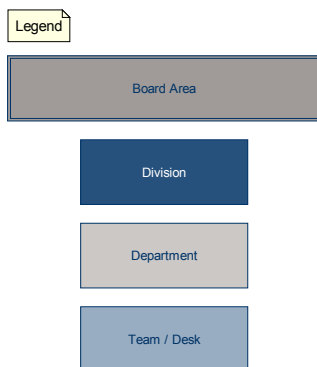 Legend
Board Area
Division
Department
Team / Desk